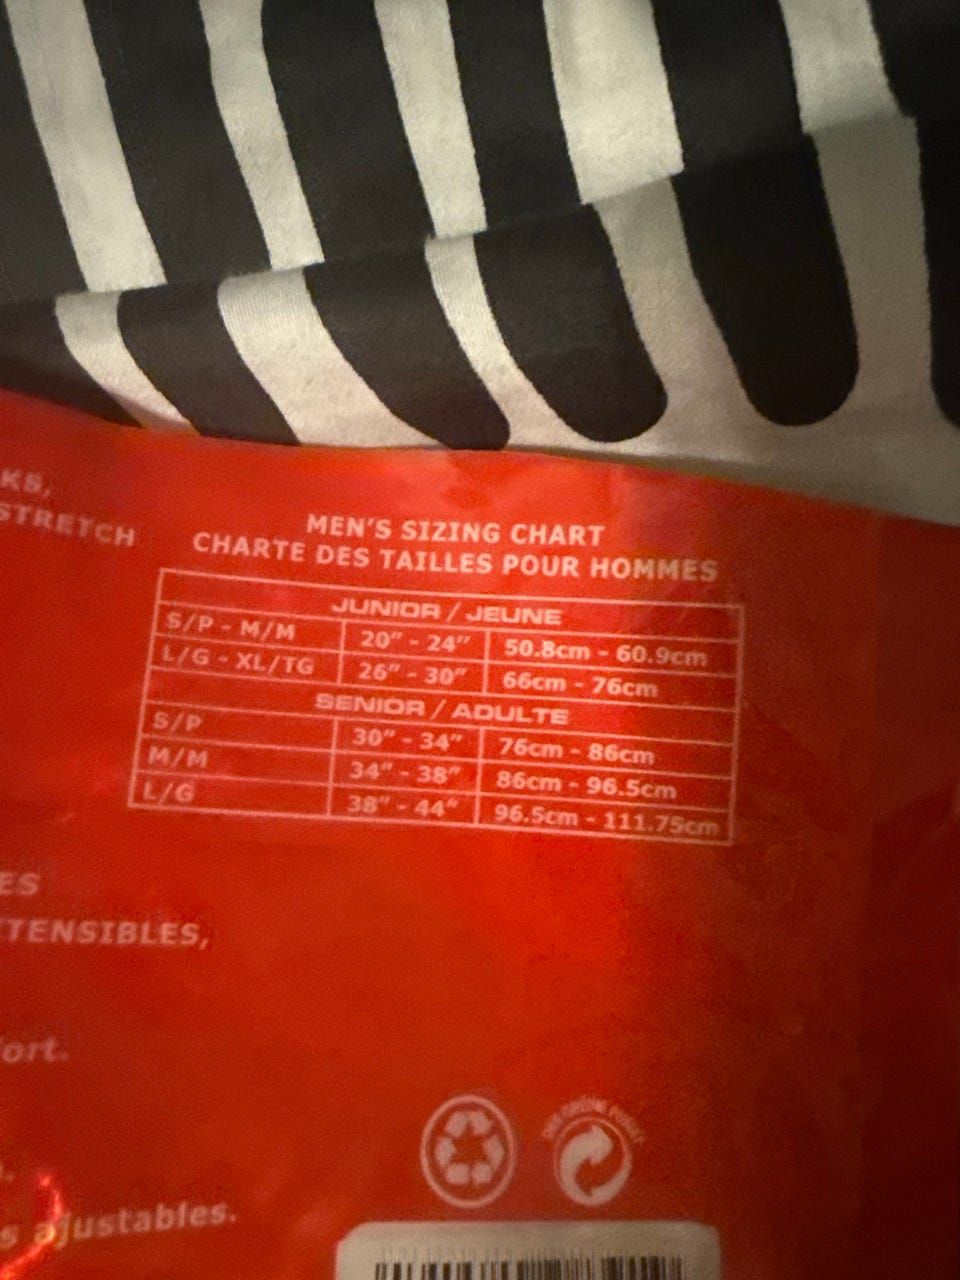 KS,
STRETCH
MEN'S SIZING CHART
CHARTE DES TAILLES POUR HOMMES
JUNIOR / JEUNE
S/P - M/M 20" - 24" 50.8cm - 60.9cm
L/G - XL/TG 26" - 30" 66cm - 76cm
SENIOR / ADULTE
S/P 30" - 34" 76cm - 86cm
M/M 34" - 38" 86cm - 96.5cm
L/G 38" - 44" 96.5cm - 111.75cm
ES
TENSIBLES,
ort.
s ajustables.